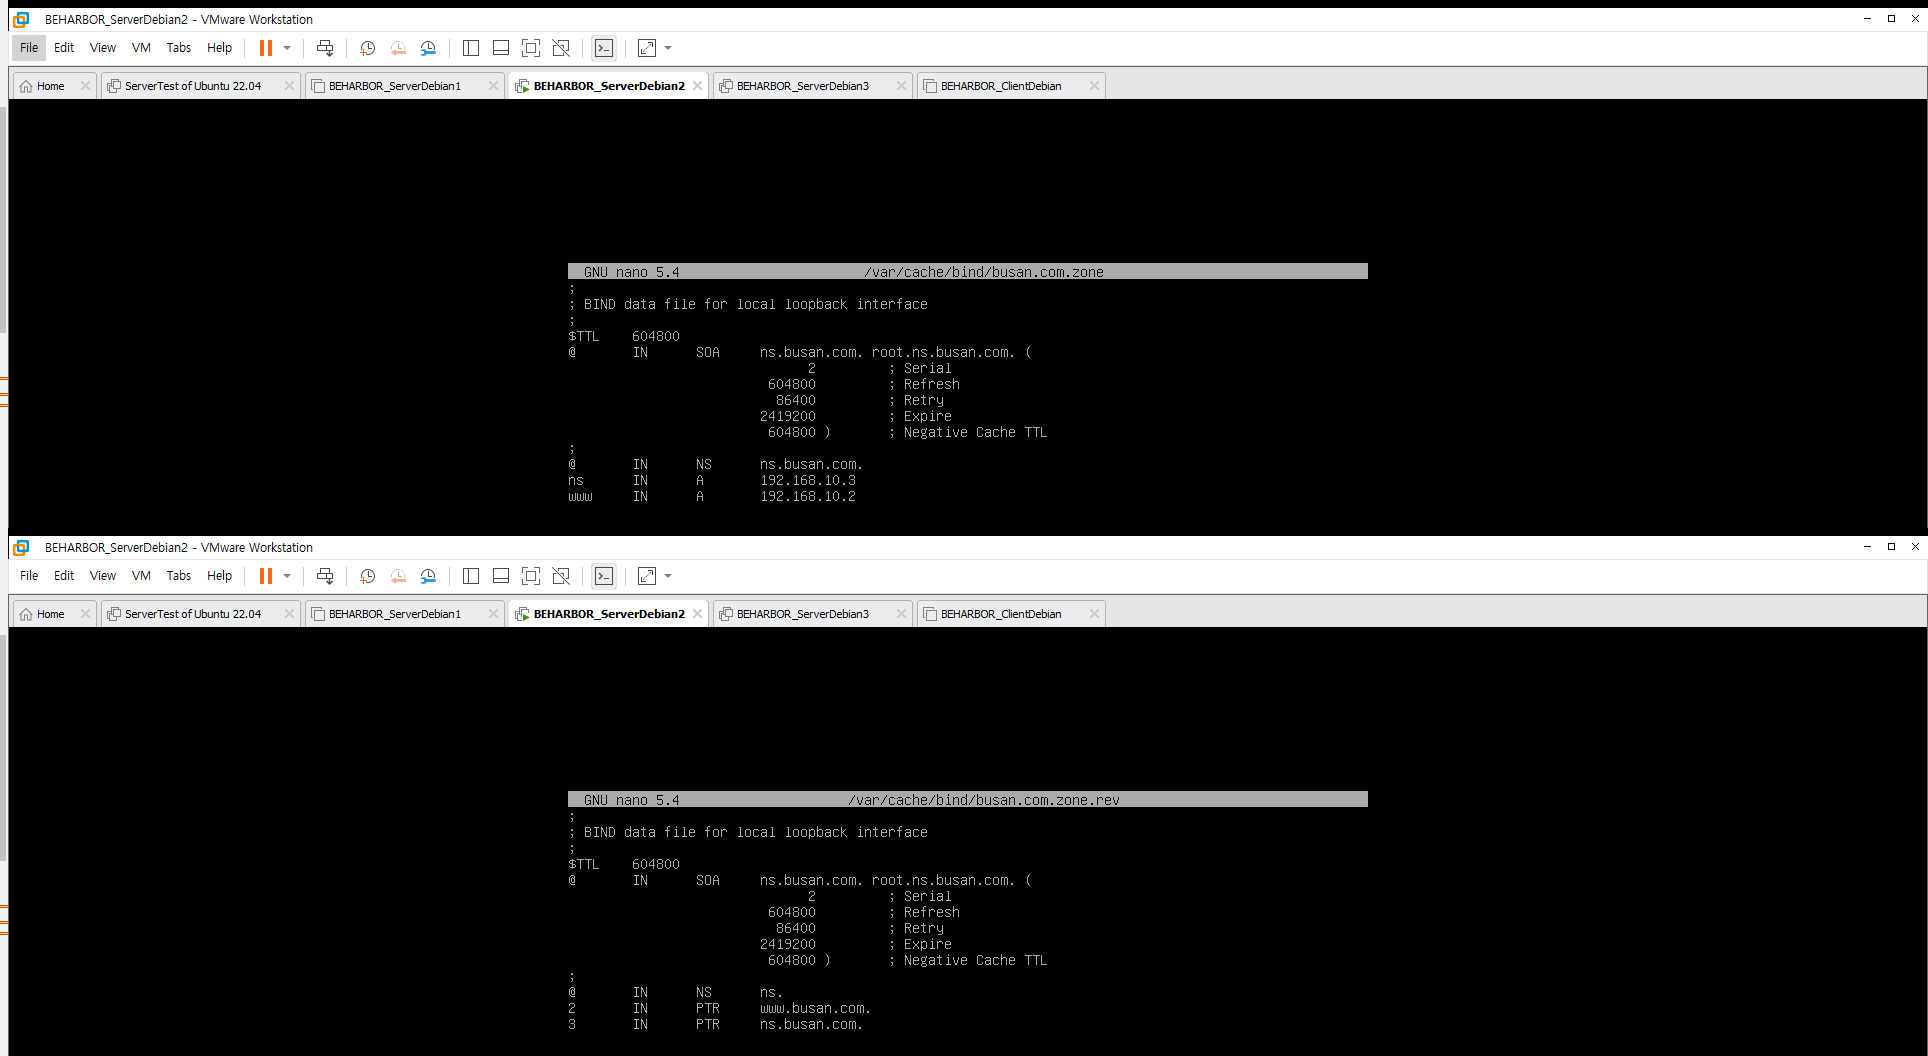 BEHARBOR_ServerDebian2 - VMware Workstation
File Edit View VM Tabs Help
Home ServerTest of Ubuntu 22.04 BEHARBOR_ServerDebian1 BEHARBOR_ServerDebian2 BEHARBOR_ServerDebian3 BEHARBOR_ClientDebian
GNU nano 5.4 /var/cache/bind/busan.com.zone
;
; BIND data file for local loopback interface
;
$TTL 604800
@ IN SOA ns.busan.com. root.ns.busan.com. (
2 ; Serial
604800 ; Refresh
86400 ; Retry
2419200 ; Expire
604800 ) ; Negative Cache TTL
;
@ IN NS ns.busan.com.
ns IN A 192.168.10.3
www IN A 192.168.10.2
BEHARBOR_ServerDebian2 - VMware Workstation
File Edit View VM Tabs Help
Home ServerTest of Ubuntu 22.04 BEHARBOR_ServerDebian1 BEHARBOR_ServerDebian2 BEHARBOR_ServerDebian3 BEHARBOR_ClientDebian
GNU nano 5.4 /var/cache/bind/busan.com.zone.rev
;
; BIND data file for local loopback interface
;
$TTL 604800
@ IN SOA ns.busan.com. root.ns.busan.com. (
2 ; Serial
604800 ; Refresh
86400 ; Retry
2419200 ; Expire
604800 ) ; Negative Cache TTL
;
@ IN NS ns.
2 IN PTR www.busan.com.
3 IN PTR ns.busan.com.